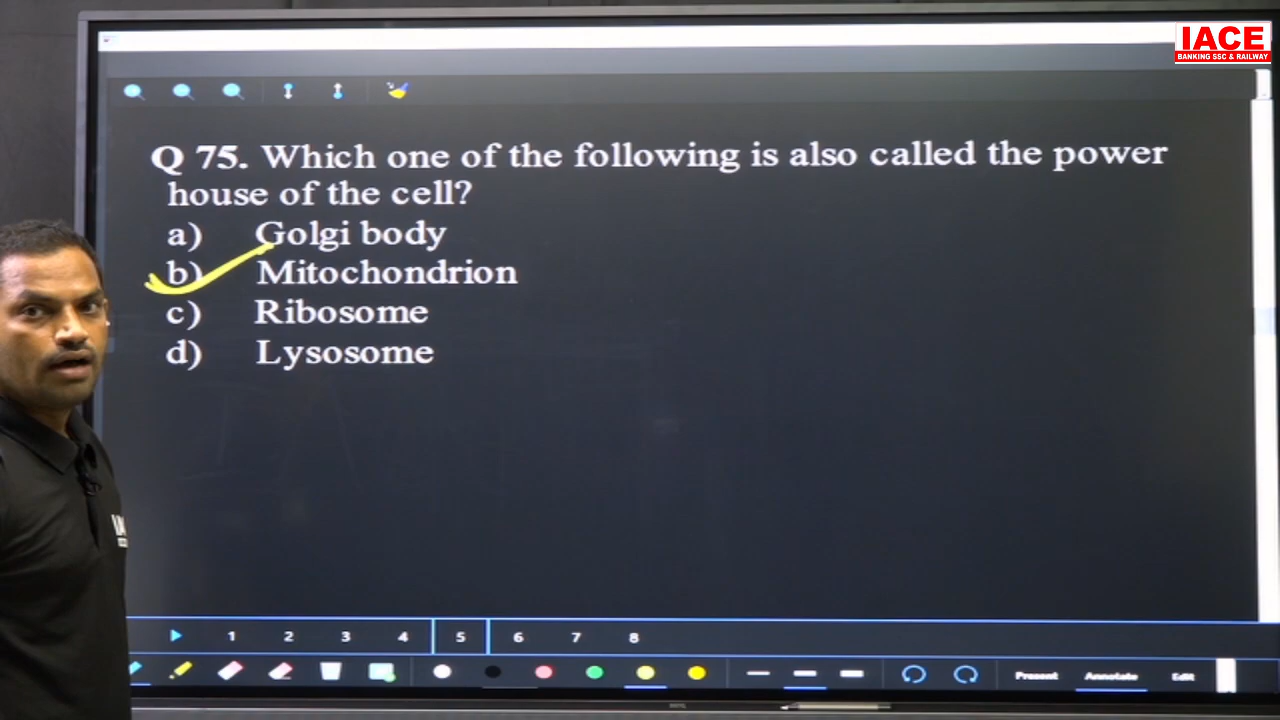 IACE
BANKING SSC & RAILWAY
Q 75. Which one of the following is also called the power
house of the cell?
a) Golgi body
b) Mitochondrion
c) Ribosome
d) Lysosome
1 2 3 4 5 6 7 8
Present Annotate Edit